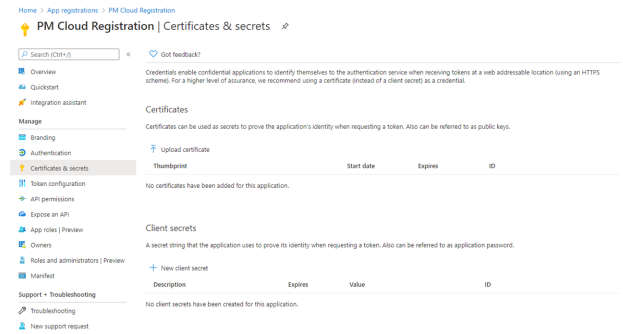 Home > App registrations > PM Cloud Registration
PM Cloud Registration | Certificates & secrets
Search (Ctrl+/)
«
Overview
Quickstart
Integration assistant
Manage
Branding
Authentication
Certificates & secrets
Token configuration
API permissions
Expose an API
App roles | Preview
Owners
Roles and administrators | Preview
Manifest
Support + Troubleshooting
Troubleshooting
New support request
Got feedback?
Credentials enable confidential applications to identify themselves to the authentication service when receiving tokens at a web addressable location (using an HTTPS
scheme). For a higher level of assurance, we recommend using a certificate (instead of a client secret) as a credential.
Certificates
Certificates can be used as secrets to prove the application's identity when requesting a token. Also can be referred to as public keys.
Upload certificate
Thumbprint Start date Expires ID
No certificates have been added for this application.
Client secrets
A secret string that the application uses to prove its identity when requesting a token. Also can be referred to as application password.
New client secret
Description Expires Value ID
No client secrets have been created for this application.